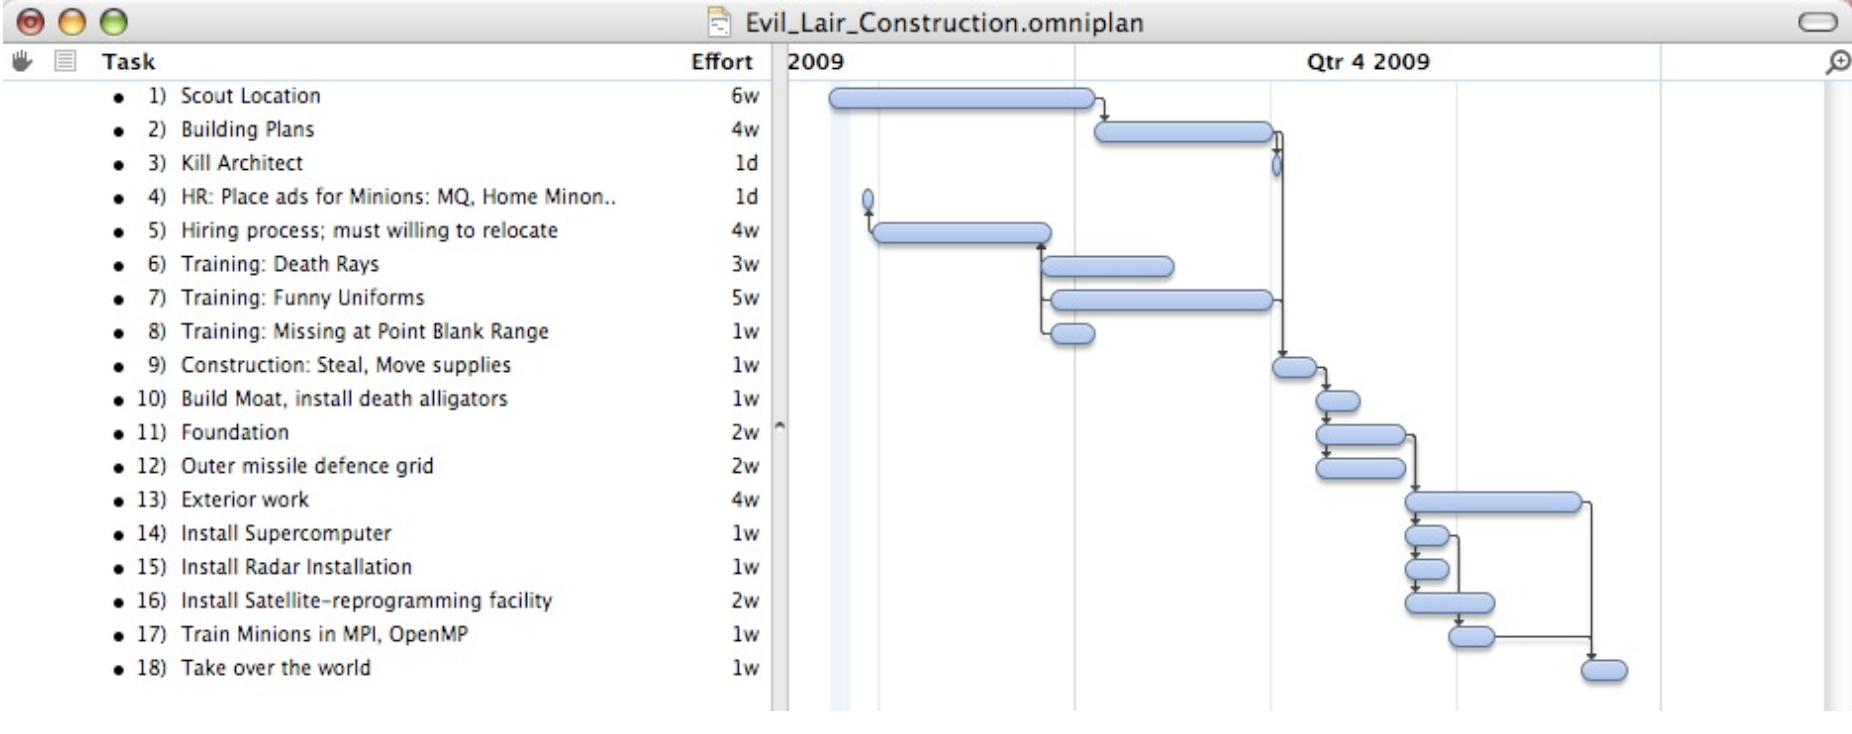 Evil_Lair_Construction.omniplan
Task Effort 2009 Qtr 4 2009
1) Scout Location 6w
2) Building Plans 4w
3) Kill Architect 1d
4) HR: Place ads for Minions: MQ, Home Minon.. 1d
5) Hiring process; must willing to relocate 4w
6) Training: Death Rays 3w
7) Training: Funny Uniforms 5w
8) Training: Missing at Point Blank Range 1w
9) Construction: Steal, Move supplies 1w
10) Build Moat, install death alligators 1w
11) Foundation 2w
12) Outer missile defence grid 2w
13) Exterior work 4w
14) Install Supercomputer 1w
15) Install Radar Installation 1w
16) Install Satellite-reprogramming facility 2w
17) Train Minions in MPI, OpenMP 1w
18) Take over the world 1w